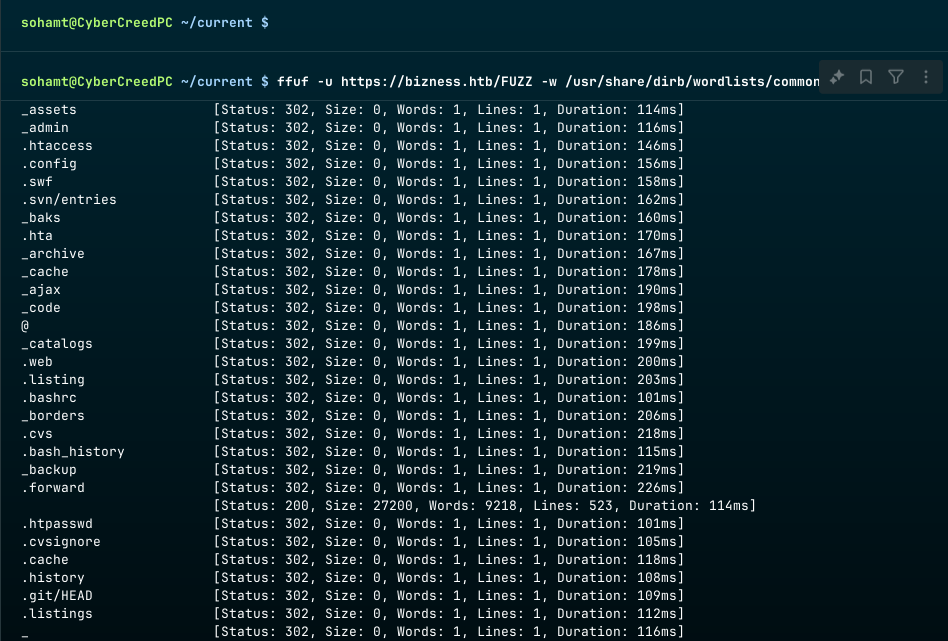 sohamt@CyberCreedPC ~/current $
sohamt@CyberCreedPC ~/current $ ffuf -u https://bizness.htb/FUZZ -w /usr/share/dirb/wordlists/common
_assets [Status: 302, Size: 0, Words: 1, Lines: 1, Duration: 114ms]
_admin [Status: 302, Size: 0, Words: 1, Lines: 1, Duration: 116ms]
.htaccess [Status: 302, Size: 0, Words: 1, Lines: 1, Duration: 146ms]
.config [Status: 302, Size: 0, Words: 1, Lines: 1, Duration: 156ms]
.swf [Status: 302, Size: 0, Words: 1, Lines: 1, Duration: 158ms]
.svn/entries [Status: 302, Size: 0, Words: 1, Lines: 1, Duration: 162ms]
_baks [Status: 302, Size: 0, Words: 1, Lines: 1, Duration: 160ms]
.hta [Status: 302, Size: 0, Words: 1, Lines: 1, Duration: 170ms]
_archive [Status: 302, Size: 0, Words: 1, Lines: 1, Duration: 167ms]
_cache [Status: 302, Size: 0, Words: 1, Lines: 1, Duration: 178ms]
_ajax [Status: 302, Size: 0, Words: 1, Lines: 1, Duration: 190ms]
_code [Status: 302, Size: 0, Words: 1, Lines: 1, Duration: 198ms]
@ [Status: 302, Size: 0, Words: 1, Lines: 1, Duration: 186ms]
_catalogs [Status: 302, Size: 0, Words: 1, Lines: 1, Duration: 199ms]
.web [Status: 302, Size: 0, Words: 1, Lines: 1, Duration: 200ms]
.listing [Status: 302, Size: 0, Words: 1, Lines: 1, Duration: 203ms]
.bashrc [Status: 302, Size: 0, Words: 1, Lines: 1, Duration: 101ms]
_borders [Status: 302, Size: 0, Words: 1, Lines: 1, Duration: 206ms]
.cvs [Status: 302, Size: 0, Words: 1, Lines: 1, Duration: 218ms]
.bash_history [Status: 302, Size: 0, Words: 1, Lines: 1, Duration: 115ms]
_backup [Status: 302, Size: 0, Words: 1, Lines: 1, Duration: 219ms]
.forward [Status: 302, Size: 0, Words: 1, Lines: 1, Duration: 226ms]
[Status: 200, Size: 27200, Words: 9218, Lines: 523, Duration: 114ms]
.htpasswd [Status: 302, Size: 0, Words: 1, Lines: 1, Duration: 101ms]
.cvsignore [Status: 302, Size: 0, Words: 1, Lines: 1, Duration: 105ms]
.cache [Status: 302, Size: 0, Words: 1, Lines: 1, Duration: 118ms]
.history [Status: 302, Size: 0, Words: 1, Lines: 1, Duration: 108ms]
.git/HEAD [Status: 302, Size: 0, Words: 1, Lines: 1, Duration: 109ms]
.listings [Status: 302, Size: 0, Words: 1, Lines: 1, Duration: 112ms]
_ [Status: 302, Size: 0, Words: 1, Lines: 1, Duration: 116ms]